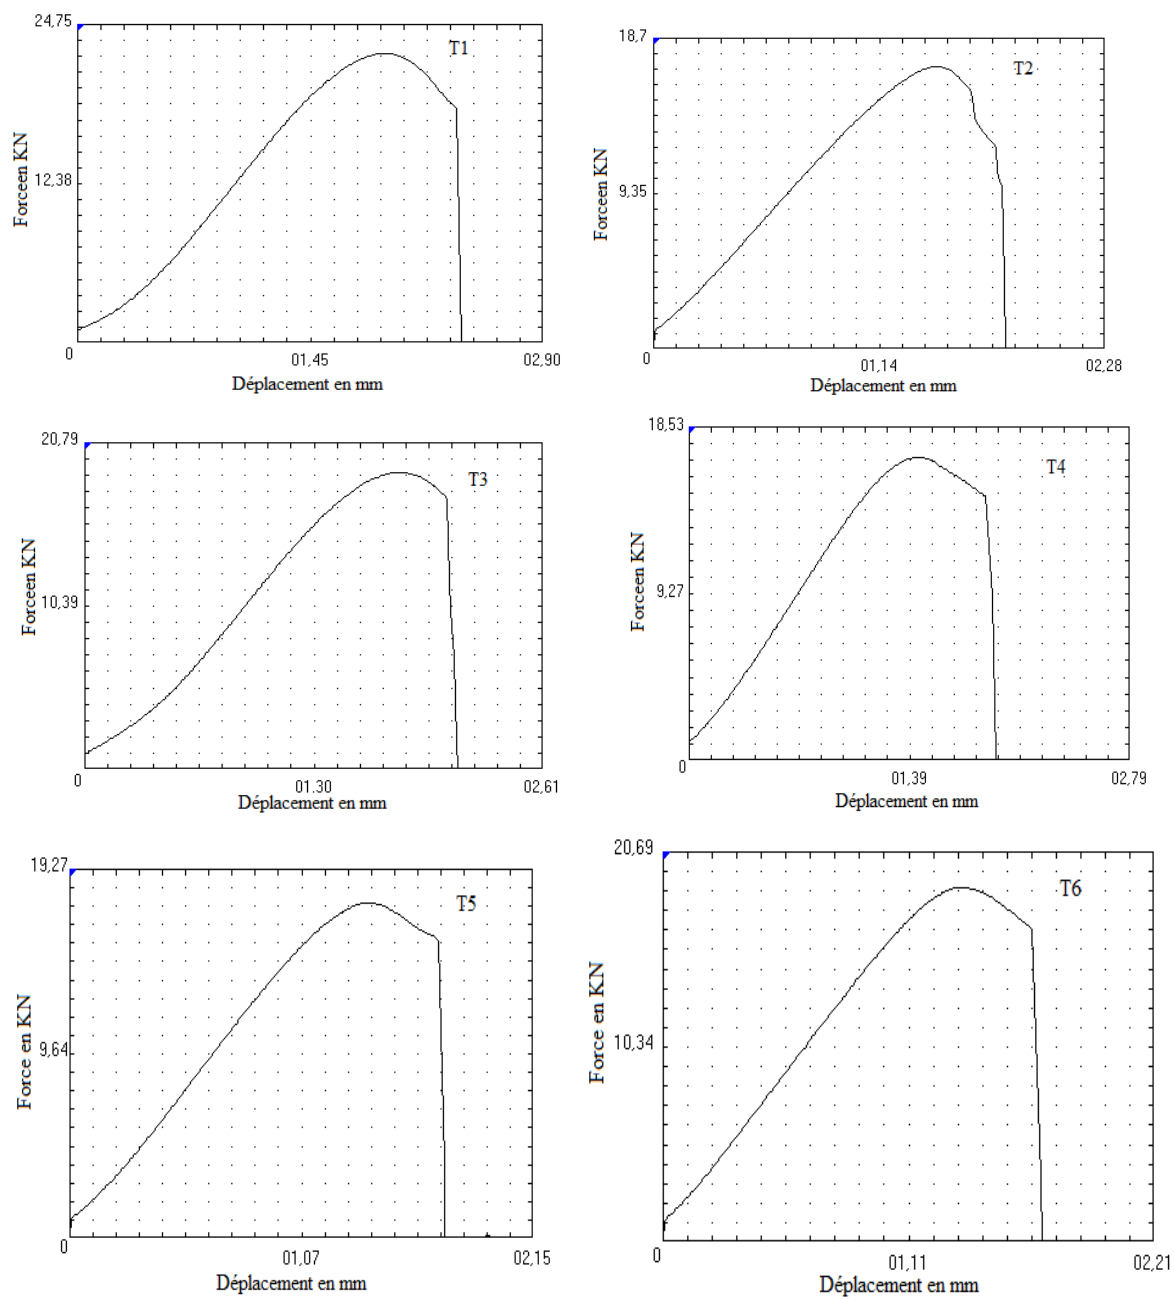 24,75
T1
Forceen KN
12,38
0
01,45
02,90
Déplacement en mm
18,7
T2
Forceen KN
9,35
0
01,14
02,28
Déplacement en mm
20,79
T3
Forceen KN
10,39
0
01.30
02,61
Déplacement en mm
18,53
T4
Forceen KN
9,27
0
01,39
02,79
Déplacement en mm
19,27
T5
Force en KN
9,64
0
01,07
02,15
Déplacement en mm
20,69
T6
Force en KN
10,34
0
01,11
02,21
Déplacement en mm